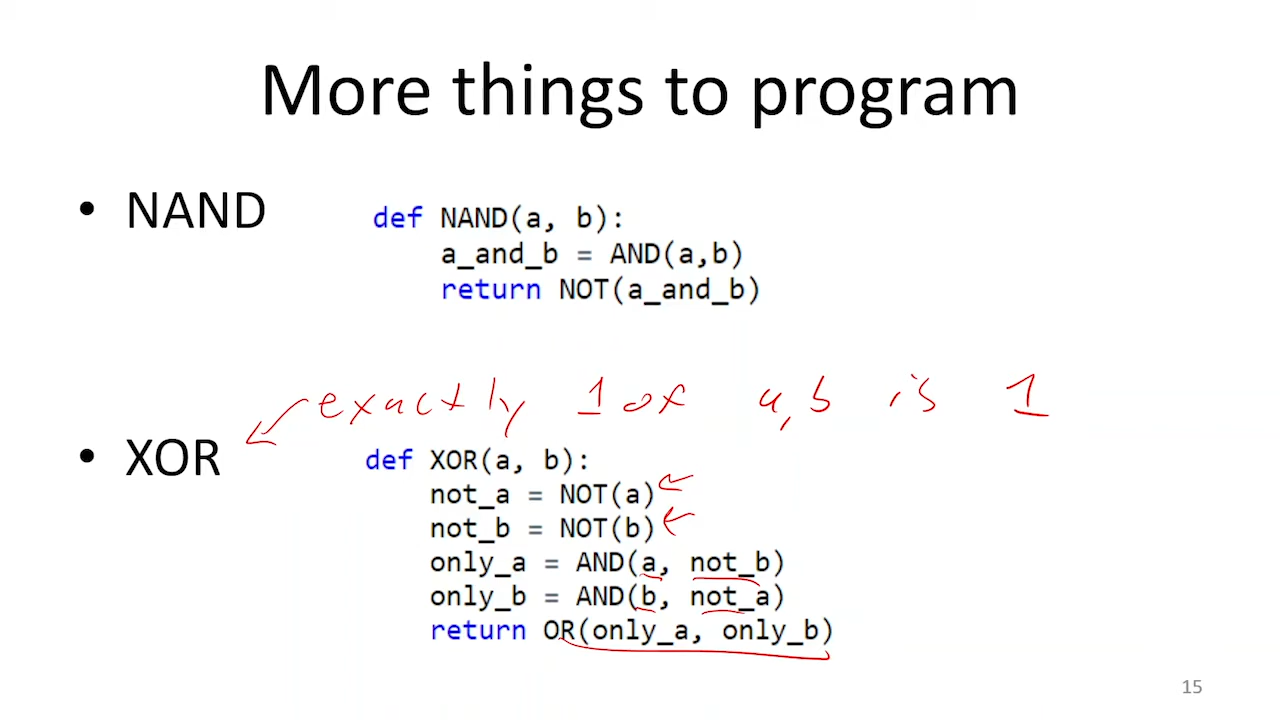 More things to program
• NAND
def NAND(a, b):
    a_and_b = AND(a,b)
    return NOT(a_and_b)
exactly 1 of a,b is 1
• XOR
def XOR(a, b):
    not_a = NOT(a)
    not_b = NOT(b)
    only_a = AND(a, not_b)
    only_b = AND(b, not_a)
    return OR(only_a, only_b)
15